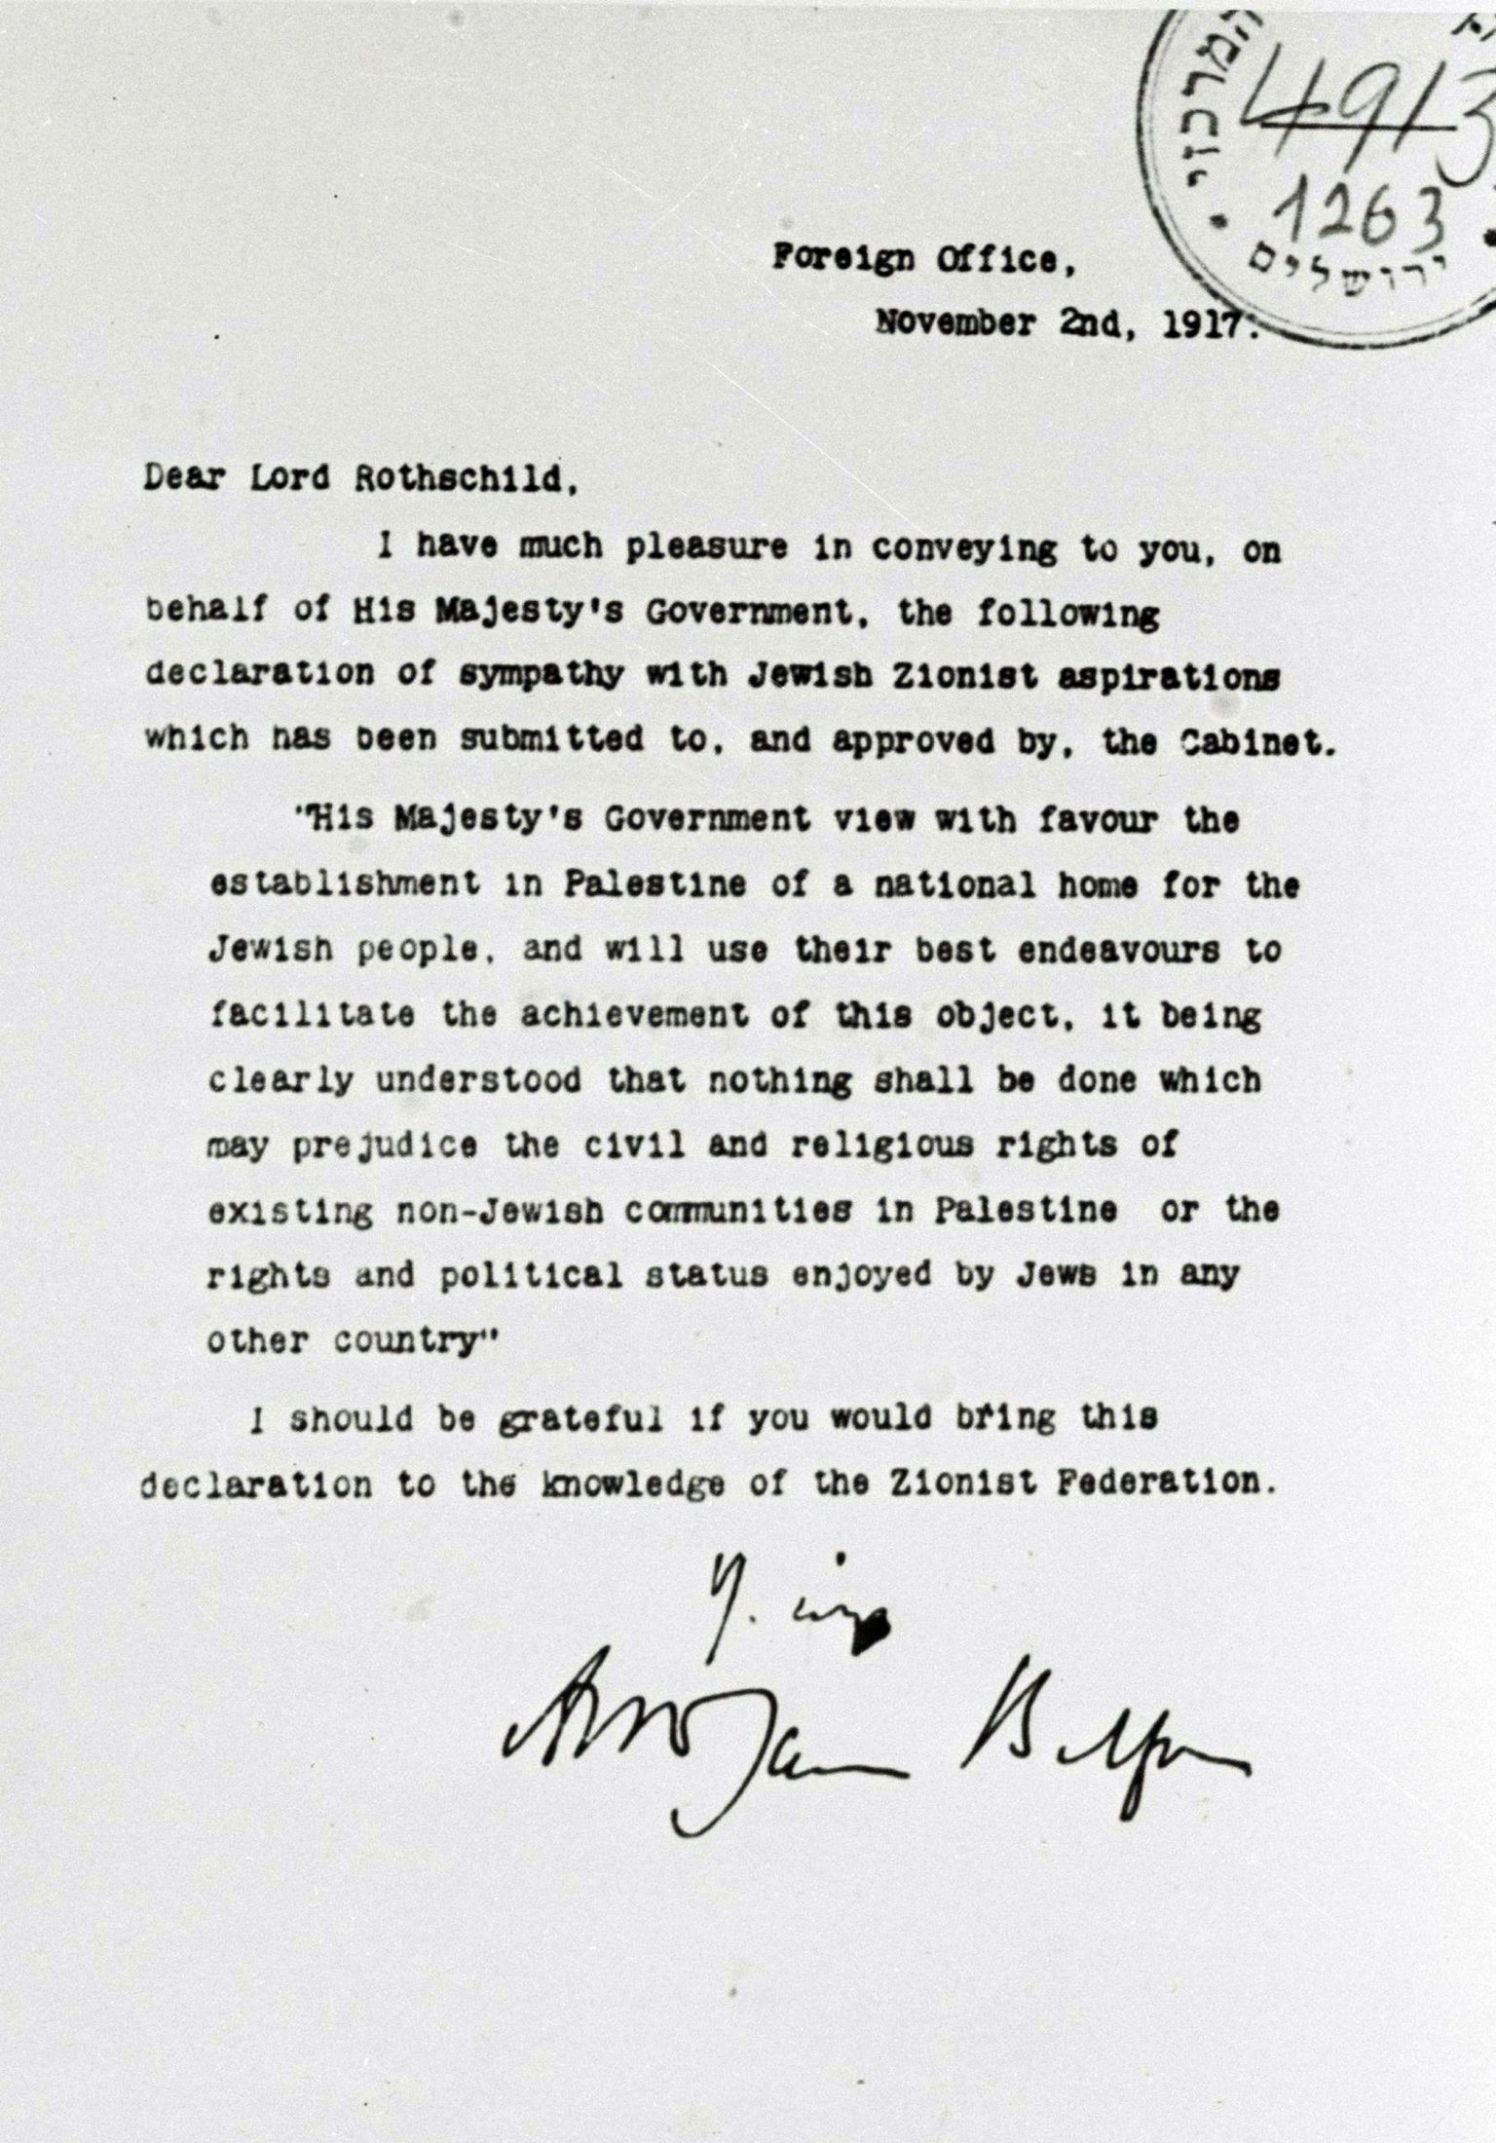 המרכזי
4913
1263
ירושלים
Foreign Office,
November 2nd, 1917.
Dear Lord Rothschild,
I have much pleasure in conveying to you, on
behalf of His Majesty's Government, the following
declaration of sympathy with Jewish Zionist aspirations
which has been submitted to, and approved by, the Cabinet.
"His Majesty's Government view with favour the
establishment in Palestine of a national home for the
Jewish people, and will use their best endeavours to
facilitate the achievement of this object, it being
clearly understood that nothing shall be done which
may prejudice the civil and religious rights of
existing non-Jewish communities in Palestine or the
rights and political status enjoyed by Jews in any
other country"
I should be grateful if you would bring this
declaration to the knowledge of the Zionist Federation.
Arthur James Balfour